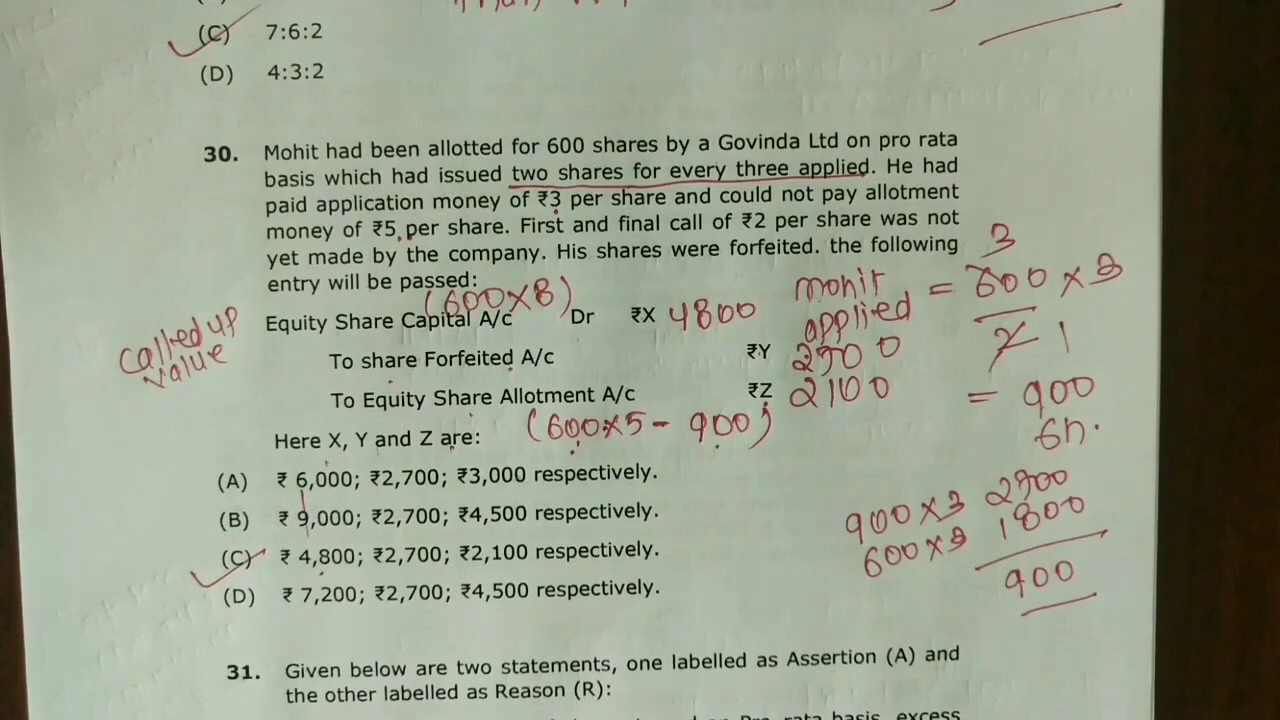 (C) 7:6:2
(D) 4:3:2
30. Mohit had been allotted for 600 shares by a Govinda Ltd on pro rata
basis which had issued two shares for every three applied. He had
paid application money of ₹3 per share and could not pay allotment
money of ₹5 per share. First and final call of ₹2 per share was not
yet made by the company. His shares were forfeited. the following
entry will be passed:
(600×8)
Equity Share Capital A/c Dr ₹X 4800
called up
value
To share Forfeited A/c ₹Y 2700
To Equity Share Allotment A/c ₹Z 2100
(600×5 - 900)
mohit
applied = 600 × 3
3
2 1
= 900
sh.
Here X, Y and Z are:
(A) ₹ 6,000; ₹2,700; ₹3,000 respectively.
(B) ₹ 9,000; ₹2,700; ₹4,500 respectively.
(C) ₹ 4,800; ₹2,700; ₹2,100 respectively.
(D) ₹ 7,200; ₹2,700; ₹4,500 respectively.
900×3 2700
600×3 1800
900
31. Given below are two statements, one labelled as Assertion (A) and
the other labelled as Reason (R):